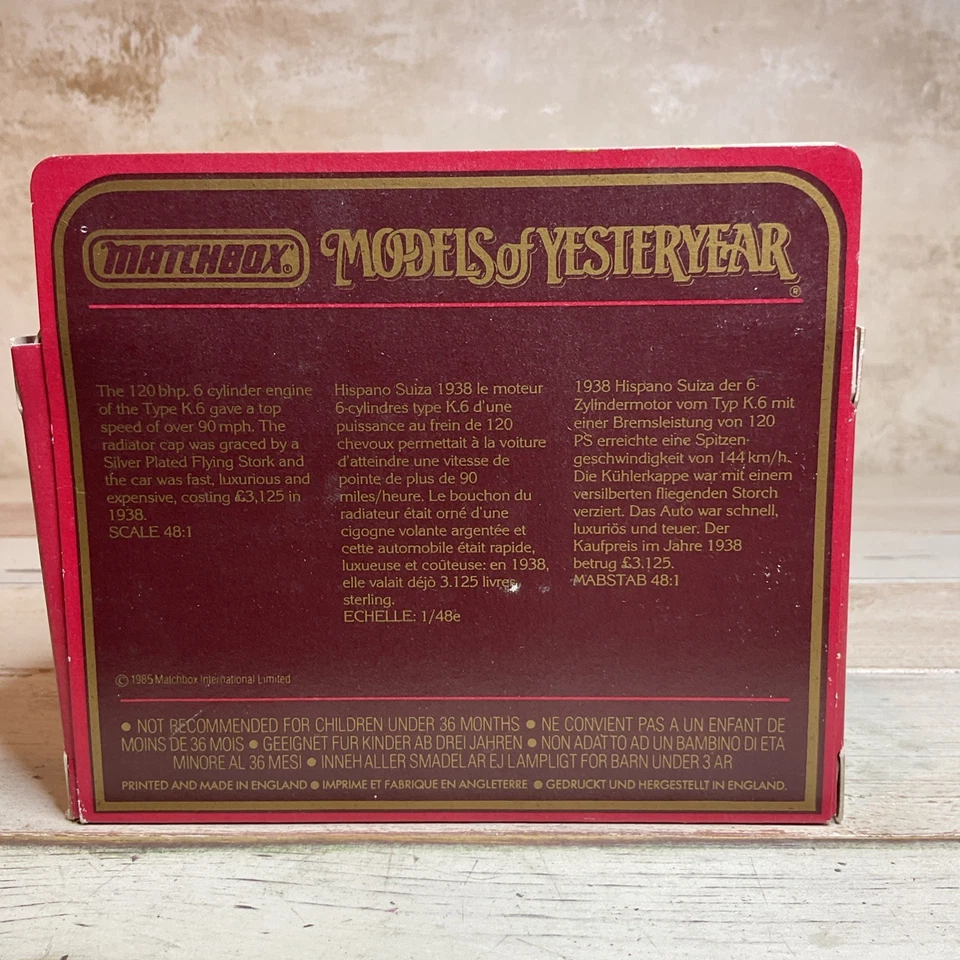 MATCHBOX® MODELS of YESTERYEAR®
The 120 bhp. 6 cylinder engine
of the Type K.6 gave a top
speed of over 90 mph. The
radiator cap was graced by a
Silver Plated Flying Stork and
the car was fast, luxurious and
expensive, costing £3,125 in
1938.
SCALE 48:1
Hispano Suiza 1938 le moteur
6-cylindres type K.6 d'une
puissance au frein de 120
chevoux permettait à la voiture
d'atteindre une vitesse de
pointe de plus de 90
miles/heure. Le bouchon du
radiateur était orné d'une
cigogne volante argentée et
cette automobile était rapide,
luxueuse et coûteuse: en 1938,
elle valait déjò 3.125 livres
sterling.
ECHELLE: 1/48e
1938 Hispano Suiza der 6-
Zylindermotor vom Typ K.6 mit
einer Bremsleistung von 120
PS erreichte eine Spitzen-
geschwindigkeit von 144 km/h.
Die Kühlerkappe war mit einem
versilberten fliegenden Storch
verziert. Das Auto war schnell,
luxuriös und teuer. Der
Kaufpreis im Jahre 1938
betrug £3.125.
MABSTAB 48:1
© 1985 Matchbox International Limited
● NOT RECOMMENDED FOR CHILDREN UNDER 36 MONTHS ● NE CONVIENT PAS A UN ENFANT DE
MOINS DE 36 MOIS ● GEEIGNET FUR KINDER AB DREI JAHREN ● NON ADATTO AD UN BAMBINO DI ETA
MINORE AL 36 MESI ● INNEHALLER SMADELAR EJ LAMPLIGT FOR BARN UNDER 3 AR
PRINTED AND MADE IN ENGLAND ● IMPRIME ET FABRIQUE EN ANGLETERRE ● GEDRUCKT UND HERGESTELLT IN ENGLAND.